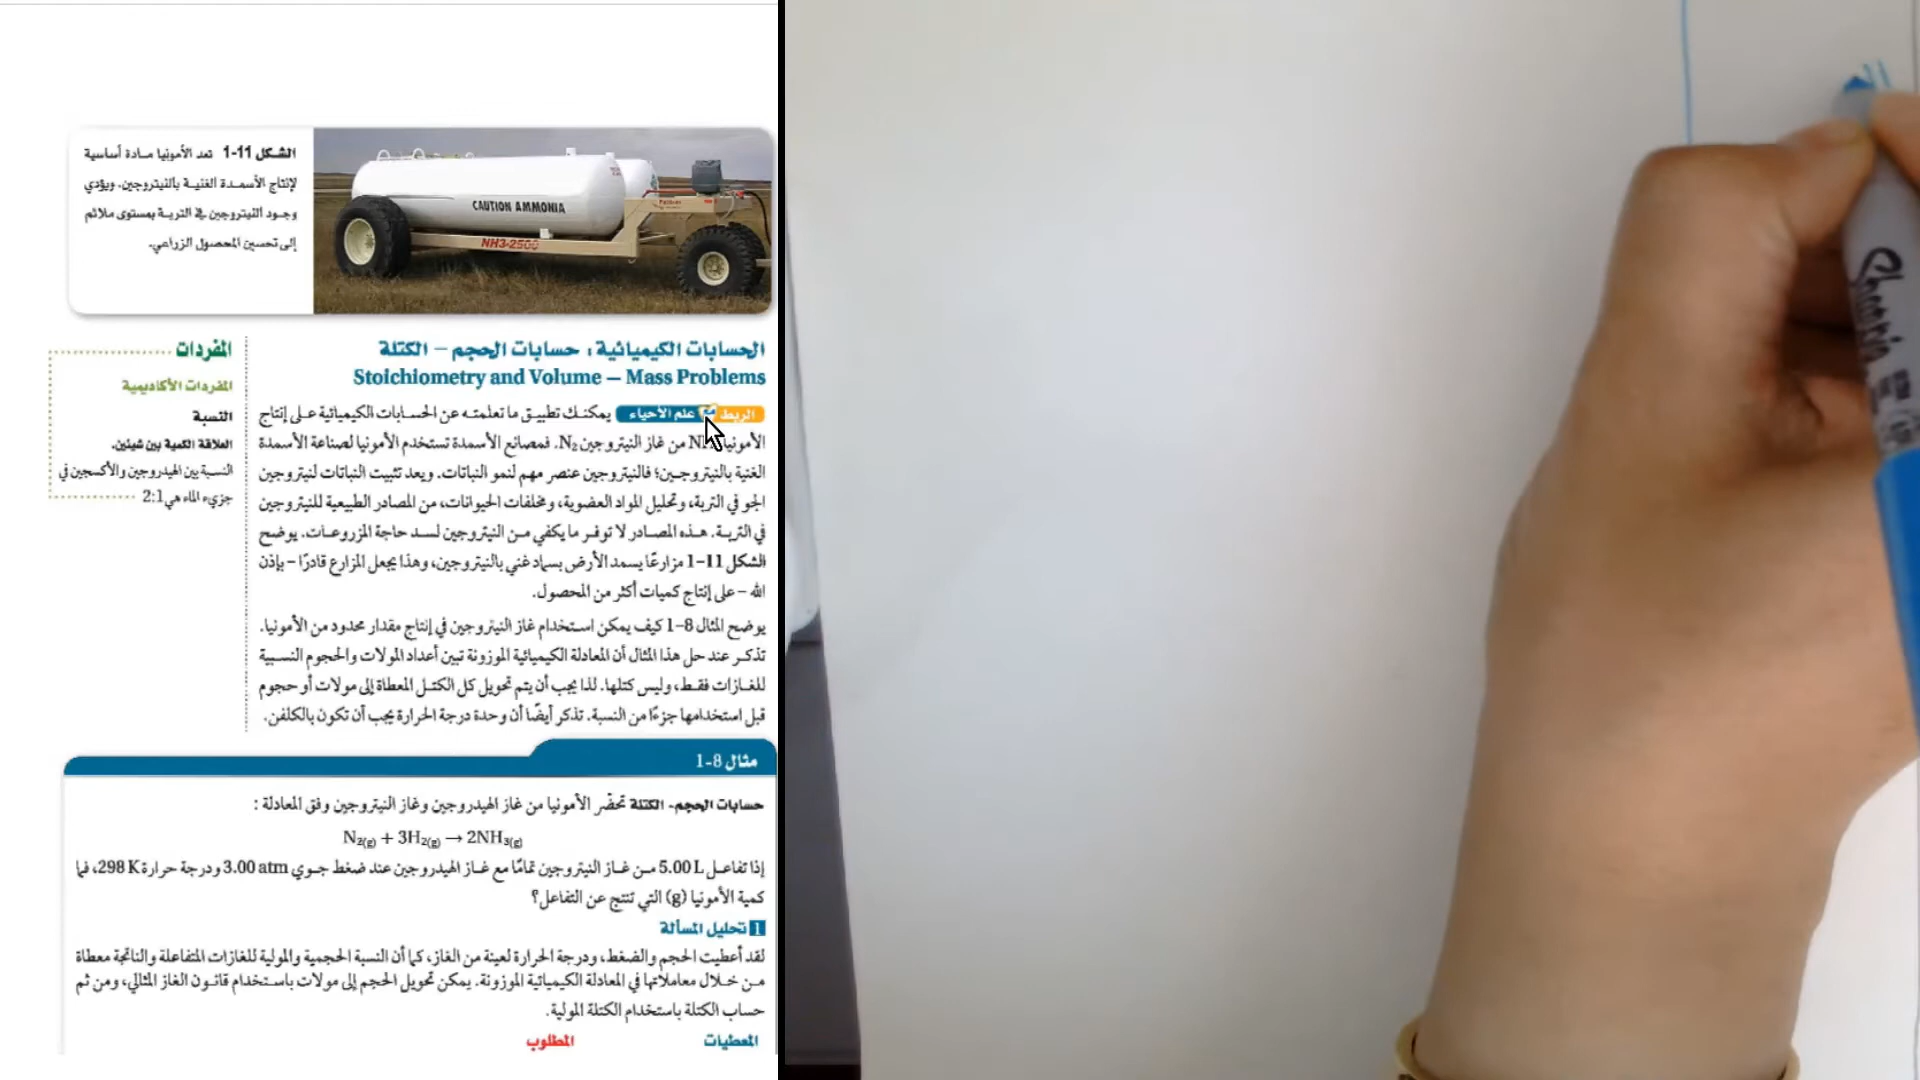 الشكل 11-1 تعد الأمونيا مادة أساسية
لإنتاج الأسمدة الغنية بالنيتروجين. ويؤدي
وجود النيتروجين في التربة بمستوى ملائم
إلى تحسين المحصول الزراعي.
CAUTION AMMONIA
NH3-2500
الحسابات الكيميائية : حسابات الحجم – الكتلة
Stoichiometry and Volume – Mass Problems
الربط علم الأحياء يمكنك تطبيق ما تعلمته عن الحسابات الكيميائية على إنتاج
الأمونيا من غاز النيتروجين N₂. فمصانع الأسمدة تستخدم الأمونيا لصناعة الأسمدة
الغنية بالنيتروجين؛ فالنيتروجين عنصر مهم لنمو النباتات. ويعد تثبيت النباتات لنيتروجين
الجو في التربة، وتحليل المواد العضوية، ومخلفات الحيوانات، من المصادر الطبيعية للنيتروجين
في التربة. هذه المصادر لا توفر ما يكفي من النيتروجين لسد حاجة المزروعات. يوضح
الشكل 11-1 مزارعًا يسمد الأرض بسماد غني بالنيتروجين، وهذا يجعل المزارع قادرًا – بإذن
الله – على إنتاج كميات أكثر من المحصول.
يوضح المثال 8-1 كيف يمكن استخدام غاز النيتروجين في إنتاج مقدار محدود من الأمونيا.
تذكر عند حل هذا المثال أن المعادلة الكيميائية الموزونة تبين أعداد المولات والحجوم النسبية
للغازات فقط، وليس كتلها. لذا يجب أن يتم تحويل كل الكتل المعطاة إلى مولات أو حجوم
قبل استخدامها جزءًا من النسبة. تذكر أيضًا أن وحدة درجة الحرارة يجب أن تكون بالكلفن.
المفردات
المفردات الأكاديمية
النسبة
العلاقة الكمية بين شيئين.
النسبة بين الهيدروجين والأكسجين في
جزيء الماء هي 2:1
مثال 8-1
حسابات الحجم- الكتلة تحضّر الأمونيا من غاز الهيدروجين وغاز النيتروجين وفق المعادلة :
N₂(g) + 3H₂(g) → 2NH₃(g)
إذا تفاعل 5.00 L من غاز النيتروجين تمامًا مع غاز الهيدروجين عند ضغط جوي 3.00 atm ودرجة حرارة 298 K، فما
كمية الأمونيا (g) التي تنتج عن التفاعل؟
1 تحليل المسألة
لقد أعطيت الحجم والضغط، ودرجة الحرارة لعينة من الغاز، كما أن النسبة الحجمية والمولية للغازات المتفاعلة والناتجة معطاة
من خلال معاملاتها في المعادلة الكيميائية الموزونة. يمكن تحويل الحجم إلى مولات باستخدام قانون الغاز المثالي، ومن ثم
حساب الكتلة باستخدام الكتلة المولية.
المعطيات المطلوب
Sharpie